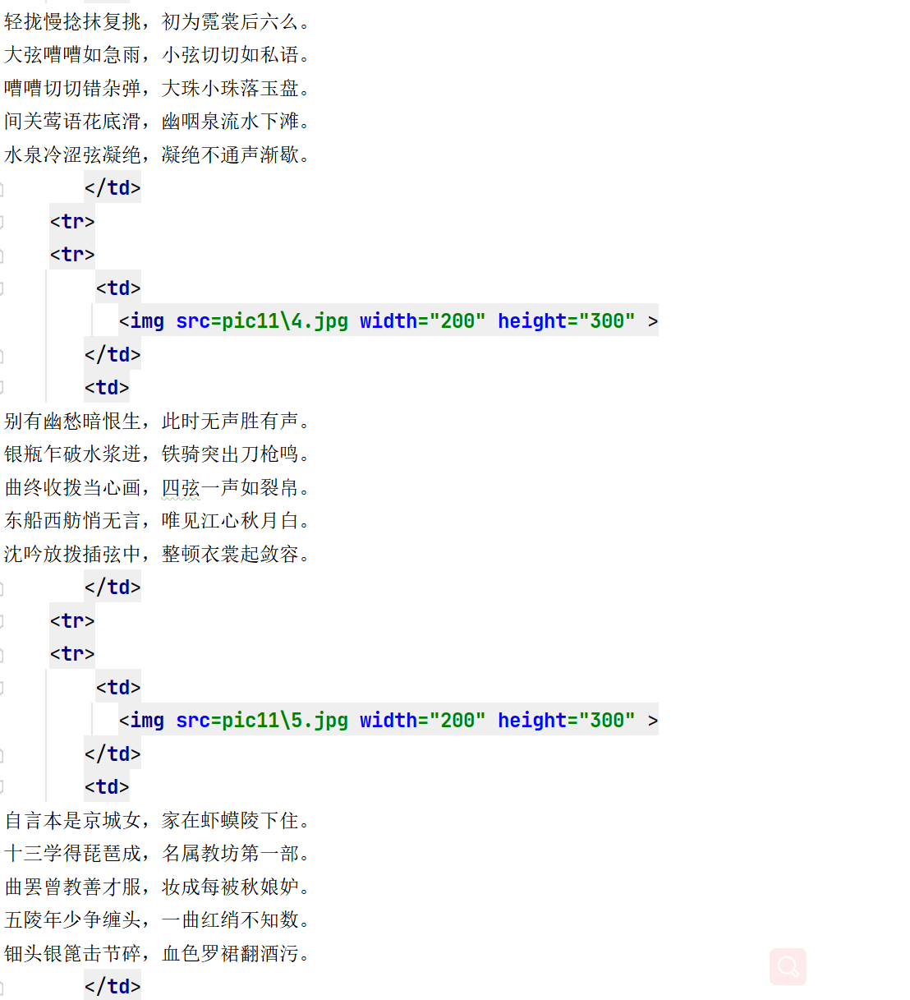 轻拢慢捻抹复挑，初为霓裳后六么。
大弦嘈嘈如急雨，小弦切切如私语。
嘈嘈切切错杂弹，大珠小珠落玉盘。
间关莺语花底滑，幽咽泉流水下滩。
水泉冷涩弦凝绝，凝绝不通声渐歇。
</td>
<tr>
<tr>
<td>
<img src=pic11\4.jpg width="200" height="300" >
</td>
<td>
别有幽愁暗恨生，此时无声胜有声。
银瓶乍破水浆迸，铁骑突出刀枪鸣。
曲终收拨当心画，四弦一声如裂帛。
东船西舫悄无言，唯见江心秋月白。
沈吟放拨插弦中，整顿衣裳起敛容。
</td>
<tr>
<tr>
<td>
<img src=pic11\5.jpg width="200" height="300" >
</td>
<td>
自言本是京城女，家在虾蟆陵下住。
十三学得琵琶成，名属教坊第一部。
曲罢曾教善才服，妆成每被秋娘妒。
五陵年少争缠头，一曲红绡不知数。
钿头银篦击节碎，血色罗裙翻酒污。
</td>